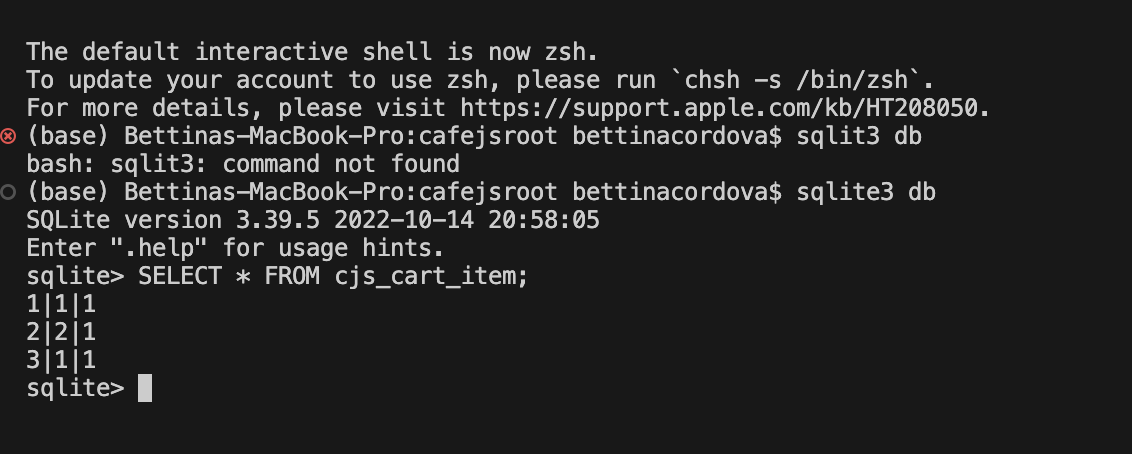 The default interactive shell is now zsh.
To update your account to use zsh, please run `chsh -s /bin/zsh`.
For more details, please visit https://support.apple.com/kb/HT208050.
(base) Bettinas-MacBook-Pro:cafejsroot bettinacordova$ sqlit3 db
bash: sqlit3: command not found
(base) Bettinas-MacBook-Pro:cafejsroot bettinacordova$ sqlite3 db
SQLite version 3.39.5 2022-10-14 20:58:05
Enter ".help" for usage hints.
sqlite> SELECT * FROM cjs_cart_item;
1|1|1
2|2|1
3|1|1
sqlite>